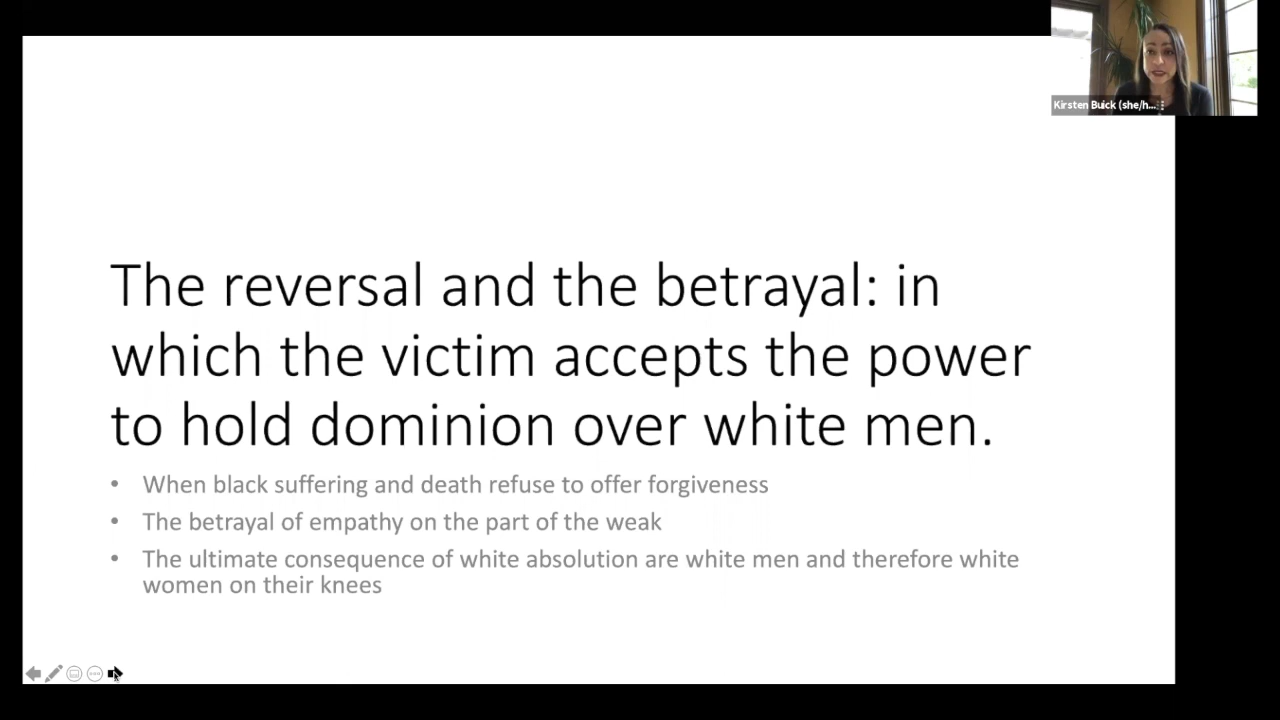 Kirsten Buick (she/h...
The reversal and the betrayal: in
which the victim accepts the power
to hold dominion over white men.
• When black suffering and death refuse to offer forgiveness
• The betrayal of empathy on the part of the weak
• The ultimate consequence of white absolution are white men and therefore white
women on their knees